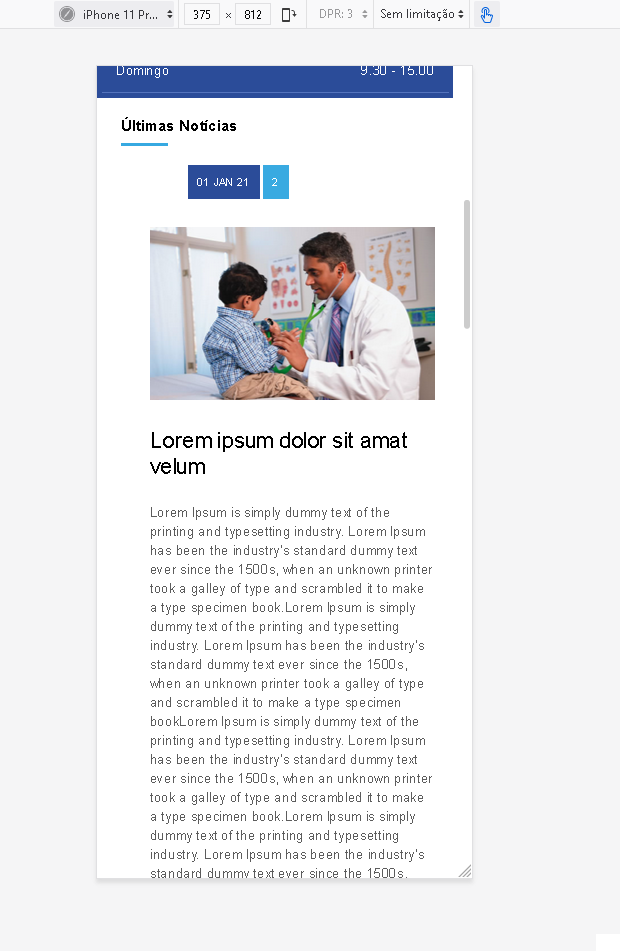 iPhone 11 Pr...
375 × 812
DPR: 3
Sem limitação
Domingo 9.30 - 15.00
Últimas Notícias
01 JAN 21 2
Lorem ipsum dolor sit amat
velum
Lorem Ipsum is simply dummy text of the
printing and typesetting industry. Lorem Ipsum
has been the industry's standard dummy text
ever since the 1500s, when an unknown printer
took a galley of type and scrambled it to make
a type specimen book.Lorem Ipsum is simply
dummy text of the printing and typesetting
industry. Lorem Ipsum has been the industry's
standard dummy text ever since the 1500s,
when an unknown printer took a galley of type
and scrambled it to make a type specimen
bookLorem Ipsum is simply dummy text of the
printing and typesetting industry. Lorem Ipsum
has been the industry's standard dummy text
ever since the 1500s, when an unknown printer
took a galley of type and scrambled it to make
a type specimen book.Lorem Ipsum is simply
dummy text of the printing and typesetting
industry. Lorem Ipsum has been the industry's
standard dummy text ever since the 1500s,